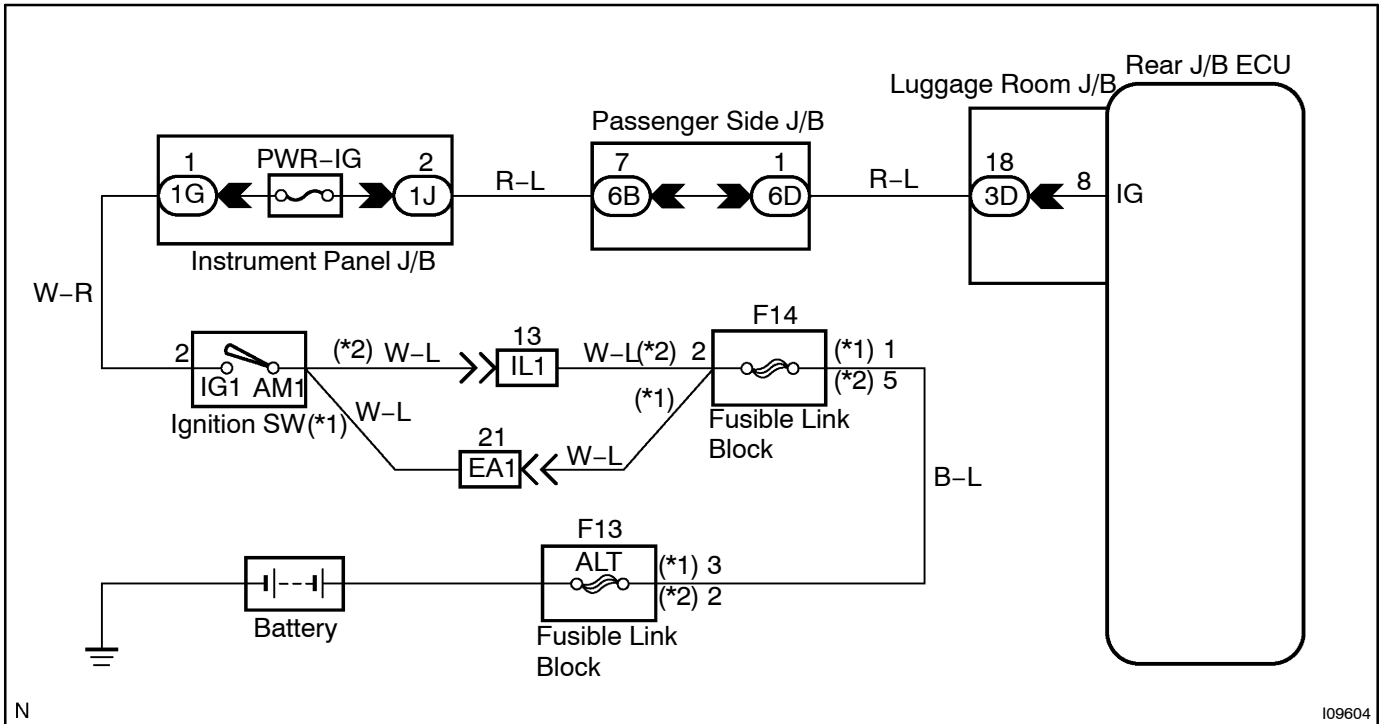 Rear J/B ECU
Luggage Room J/B
Passenger Side J/B
1 PWR–IG 2
7 1
18
1G 1J R–L 6B 6D R–L 3D 8 IG
Instrument Panel J/B
W–R
F14
2 (*2) W–L 13 W–L(*2) 2 (*1) 1
IL1
(*2) 5
IG1 AM1
(*1)
Ignition SW(*1) W–L
Fusible Link
Block
21
EA1 W–L
B–L
F13
ALT (*1) 3
(*2) 2
Battery
Fusible Link
Block
N I09604